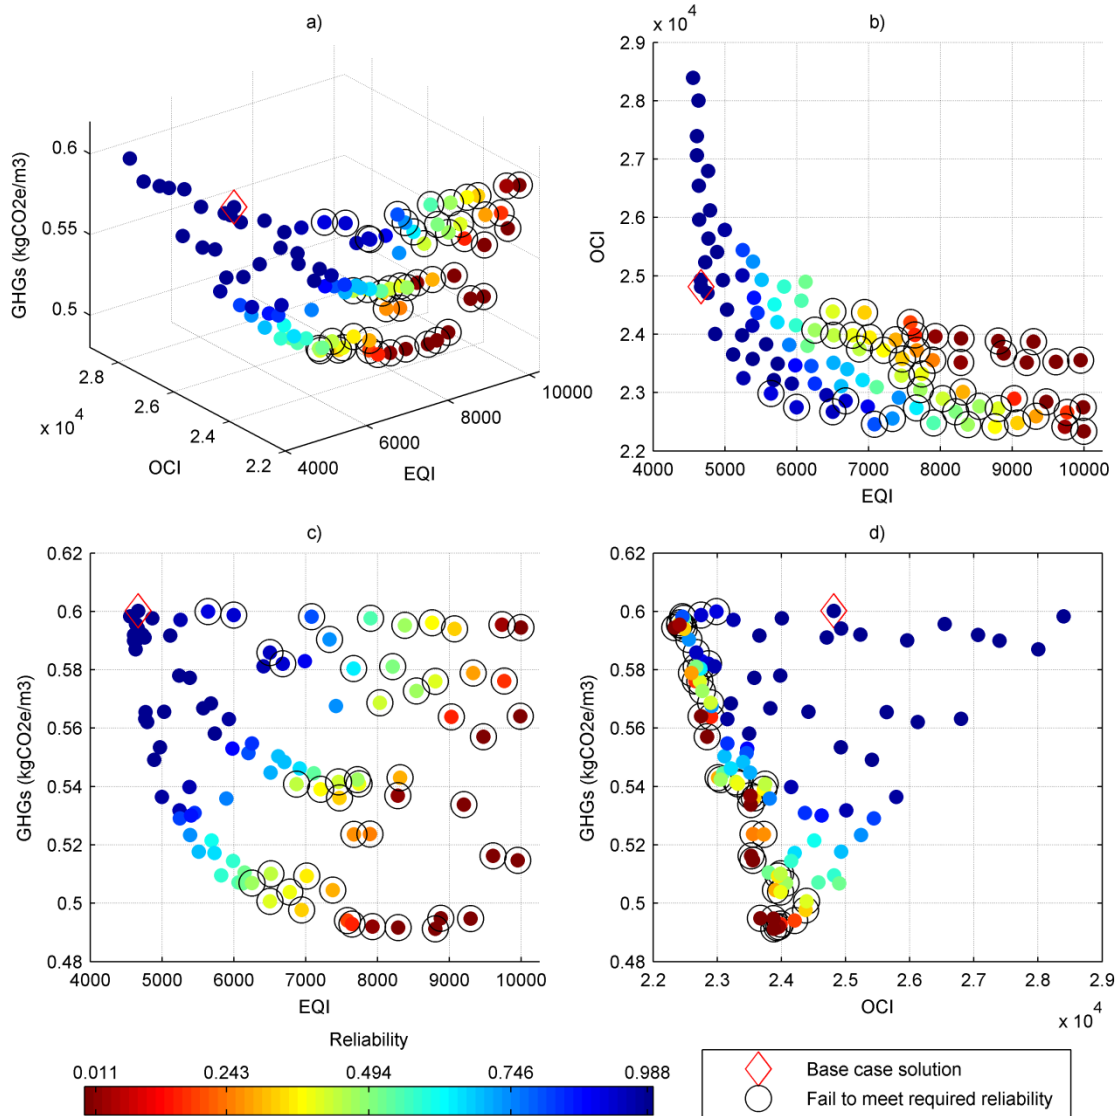 a)
GHGs (kgCO2e/m3)
0.6
0.55
0.5
2.8
2.6
2.4
2.2
x 10⁴
OCI
4000
6000
8000
10000
EQI
b)
x 10⁴
2.9
2.8
2.7
2.6
2.5
2.4
2.3
2.2
OCI
4000 5000 6000 7000 8000 9000 10000
EQI
c)
0.62
0.6
0.58
0.56
0.54
0.52
0.5
0.48
GHGs (kgCO2e/m3)
4000 5000 6000 7000 8000 9000 10000
EQI
d)
0.62
0.6
0.58
0.56
0.54
0.52
0.5
0.48
GHGs (kgCO2e/m3)
2.2 2.3 2.4 2.5 2.6 2.7 2.8 2.9
OCI
x 10⁴
Reliability
0.011 0.243 0.494 0.746 0.988
Base case solution
Fail to meet required reliability